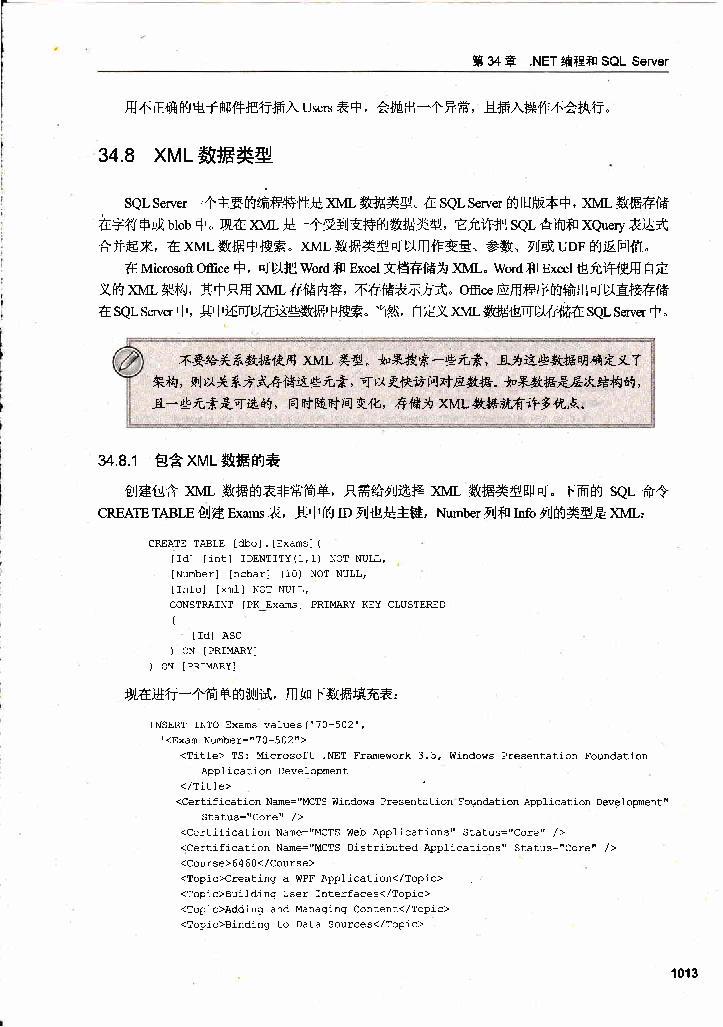 第 34 章 .NET 编程和 SQL Server
用不正确的电子邮件把行插入 Users 表中，会抛出一个异常，且插入操作不会执行。
34.8 XML 数据类型
SQL Server 一个主要的编程特性是 XML 数据类型。在 SQL Server 的旧版本中，XML 数据存储
在字符串或 blob 中。现在 XML 是一个受到支持的数据类型，它允许把 SQL 查询和 XQuery 表达式
合并起来，在 XML 数据中搜索。XML 数据类型可以用作变量、参数、列或 UDF 的返回值。
在 Microsoft Office 中，可以把 Word 和 Excel 文档存储为 XML。Word 和 Excel 也允许使用自定
义的 XML 架构，其中只用 XML 存储内容，不存储表示方式。Office 应用程序的输出可以直接存储
在 SQL Server 中，其中还可以在这些数据中搜索。当然，自定义 XML 数据也可以存储在 SQL Server 中。
不要给关系数据使用 XML 类型。如果搜索一些元素，且为这些数据明确定义了
架构，则以关系方式存储这些元素，可以更快访问对应数据。如果数据是层次结构的，
且一些元素是可选的，同时随时间变化，存储为 XML 数据就有许多优点。
34.8.1 包含 XML 数据的表
创建包含 XML 数据的表非常简单，只需给列选择 XML 数据类型即可。下面的 SQL 命令
CREATE TABLE 创建 Exams 表，其中的 ID 列也是主键，Number 列和 Info 列的类型是 XML：
CREATE TABLE [dbo].[Exams](
[Id] [int] IDENTITY(1,1) NOT NULL,
[Number] [nchar] (10) NOT NULL,
[Info] [xml] NOT NULL,
CONSTRAINT [PK_Exams] PRIMARY KEY CLUSTERED
(
[Id] ASC
) ON [PRIMARY]
) ON [PRIMARY]
现在进行一个简单的测试，用如下数据填充表：
INSERT INTO Exams values('70-502',
'<Exam Number="70-502">
<Title> TS: Microsoft .NET Framework 3.5, Windows Presentation Foundation
Application Development
</Title>
<Certification Name="MCTS Windows Presentation Foundation Application Development"
Status="Core" />
<Certification Name="MCTS Web Applications" Status="Core" />
<Certification Name="MCTS Distributed Applications" Status="Core" />
<Course>6460</Course>
<Topic>Creating a WPF Application</Topic>
<Topic>Building User Interfaces</Topic>
<Topic>Adding and Managing Content</Topic>
<Topic>Binding to Data Sources</Topic>
1013